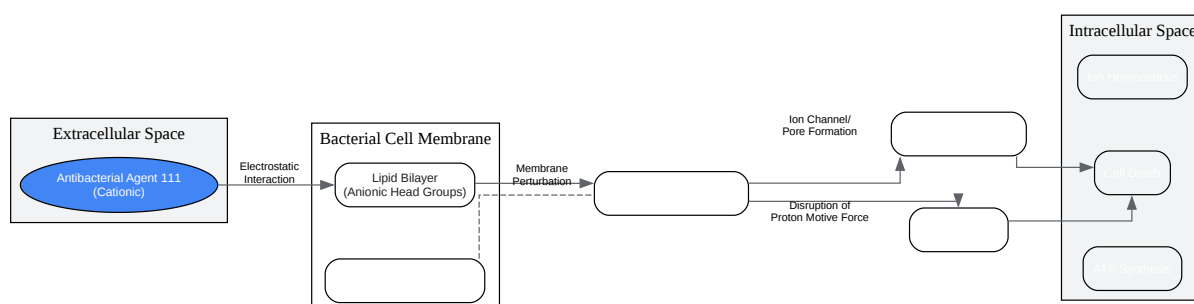 Extracellular Space
Antibacterial Agent 111
(Cationic)
Electrostatic
Interaction
Bacterial Cell Membrane
Lipid Bilayer
(Anionic Head Groups)
Membrane
Perturbation
Ion Channel/
Pore Formation
Disruption of
Proton Motive Force
Intracellular Space
Ion Homeostasis
Cell Death
ATP Synthesis